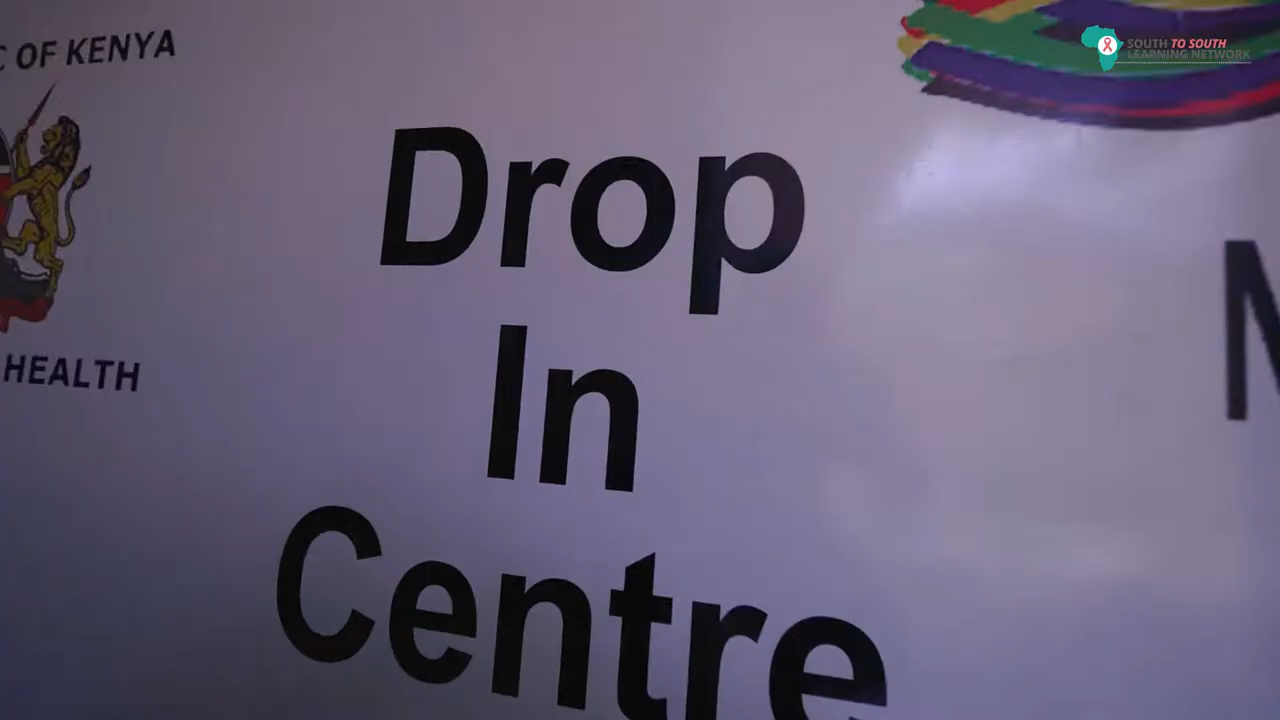 OF KENYA
HEALTH
Drop
In
Centre
SOUTH TO SOUTH
LEARNING NETWORK